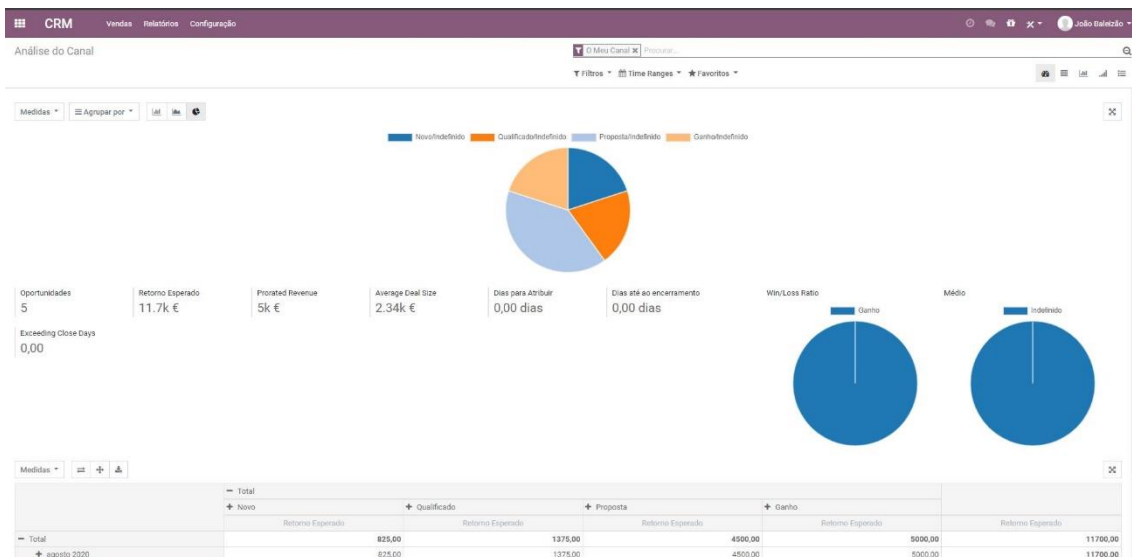 CRM Vendas Relatórios Configuração João Baleizão
Análise do Canal
O Meu Canal Procurar...
Filtros Time Ranges Favoritos
Medidas Agrupar por
Novo/Indefinido Qualificado/Indefinido Proposta/Indefinido Ganho/Indefinido
Oportunidades Retorno Esperado Prorated Revenue Average Deal Size Dias para Atribuir Dias até ao encerramento Win/Loss Ratio Médio
5 11.7k € 5k € 2.34k € 0,00 dias 0,00 dias
Ganho Indefinido
Exceeding Close Days
0,00
Medidas
Total
Novo Qualificado Proposta Ganho
Retorno Esperado Retorno Esperado Retorno Esperado Retorno Esperado Retorno Esperado
Total 825,00 1375,00 4500,00 5000,00 11700,00
agosto 2020 825,00 1375,00 4500,00 5000,00 11700,00